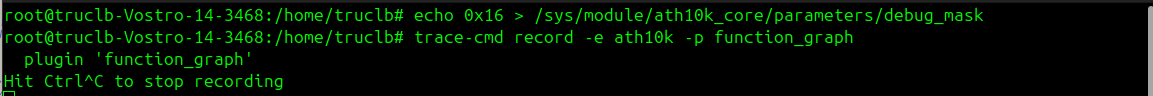 root@truclb-Vostro-14-3468:/home/truclb# echo 0x16 > /sys/module/ath10k_core/parameters/debug_mask
root@truclb-Vostro-14-3468:/home/truclb# trace-cmd record -e ath10k -p function_graph
  plugin 'function_graph'
Hit Ctrl^C to stop recording